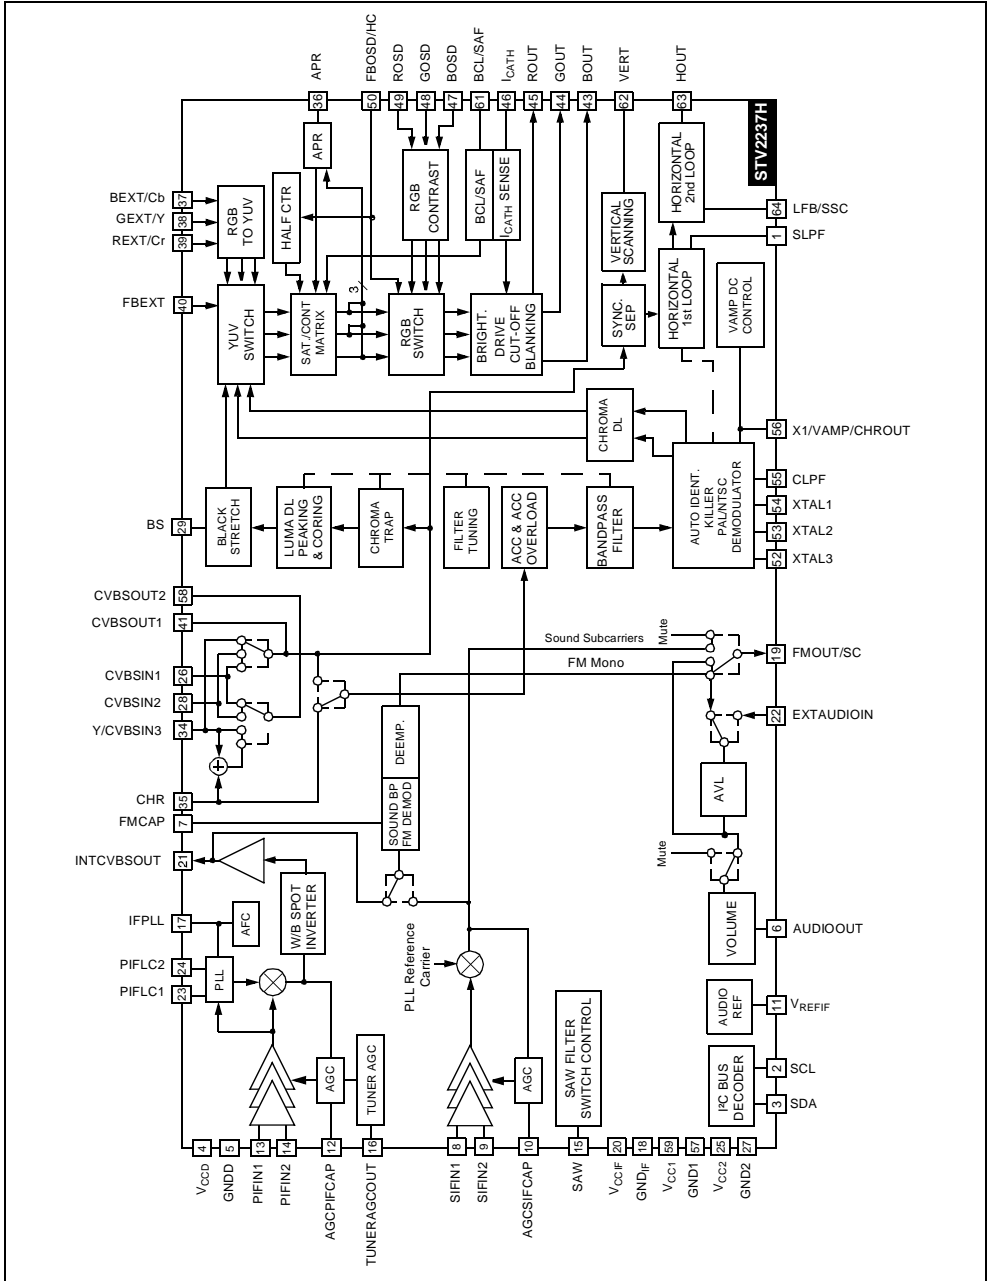 APR
FBOSD/HC
ROSD
GOSD
BOSD
BCL/SAF
ICATH
ROUT
GOUT
BOUT
VERT
HOUT
36
50
49
48
47
61
46
45
44
43
62
63
STV2237H
BEXT/Cb
37
GEXT/Y
38
REXT/Cr
39
FBEXT
40
RGB
TO YUV
HALF CTR
APR
RGB
CONTRAST
BCL/SAF
ICATH SENSE
VERTICAL
SCANNING
HORIZONTAL
2nd LOOP
64
LFB/SSC
1
SLPF
YUV
SWITCH
SAT./CONT
MATRIX
3
RGB
SWITCH
BRIGHT.
DRIVE
CUT-OFF
BLANKING
SYNC.
SEP
HORIZONTAL
1st LOOP
VAMP DC
CONTROL
CHROMA
DL
56
X1/VAMP/CHROUT
55
CLPF
54
XTAL1
53
XTAL2
52
XTAL3
BS
29
BLACK
STRETCH
LUMA DL
PEAKING
& CORING
CHROMA
TRAP
FILTER
TUNING
ACC & ACC
OVERLOAD
BANDPASS
FILTER
AUTO IDENT.
KILLER
PAL/NTSC
DEMODULATOR
CVBSOUT2
58
CVBSOUT1
41
CVBSIN1
26
CVBSIN2
28
Y/CVBSIN3
34
CHR
35
FMCAP
7
INTCVBSOUT
21
Sound Subcarriers
Mute
FM Mono
19
FMOUT/SC
22
EXTAUDIOIN
DEEMP.
SOUND BP
FM DEMOD
AVL
Mute
VOLUME
6
AUDIOOUT
IFPLL
17
AFC
W/B SPOT
INVERTER
PIFLC2
24
PIFLC1
23
PLL
PLL Reference
Carrier
AUDIO
REF
11
VREFIF
AGC
TUNER AGC
AGC
SAW FILTER
SWITCH CONTROL
I²C BUS
DECODER
2
SCL
3
SDA
4
5
13
14
12
16
8
9
10
15
20
18
59
57
25
27
VCCD
GNDD
PIFIN1
PIFIN2
AGCPIFCAP
TUNERAGCOUT
SIFIN1
SIFIN2
AGCSIFCAP
SAW
VCCIF
GNDIF
VCC1
GND1
VCC2
GND2